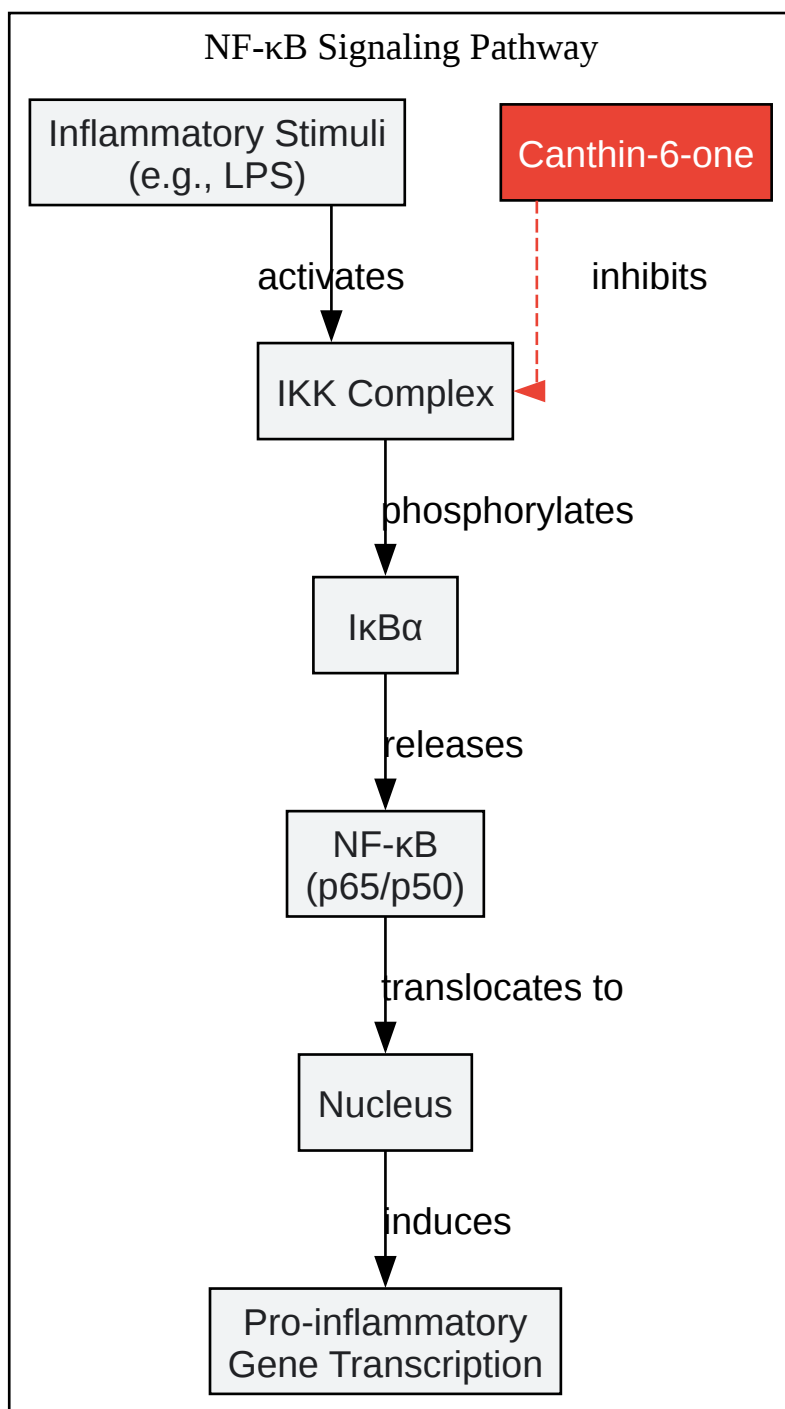 NF-κB Signaling Pathway
Inflammatory Stimuli
(e.g., LPS)
Canthin-6-one
activates
inhibits
IKK Complex
phosphorylates
IκBα
releases
NF-κB
(p65/p50)
translocates to
Nucleus
induces
Pro-inflammatory
Gene Transcription